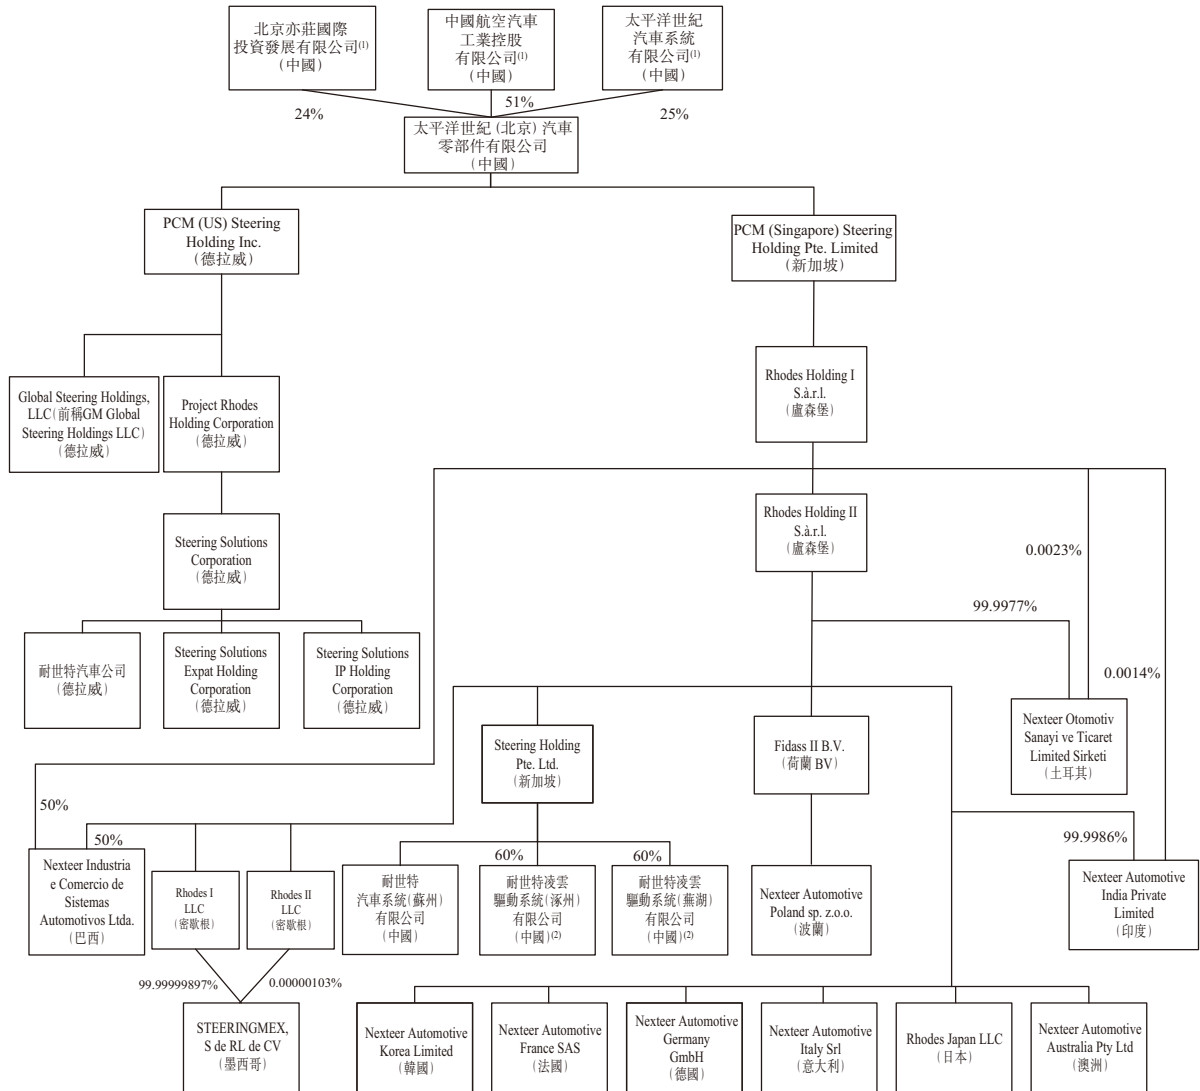 北京亦莊國際
投資發展有限公司(1)
(中國)
中國航空汽車
工業控股
有限公司(1)
(中國)
太平洋世紀
汽車系統
有限公司(1)
(中國)
24%
51%
25%
太平洋世紀(北京)汽車
零部件有限公司
(中國)
PCM (US) Steering
Holding Inc.
(德拉威)
PCM (Singapore) Steering
Holding Pte. Limited
(新加坡)
Global Steering Holdings,
LLC(前稱GM Global
Steering Holdings LLC)
(德拉威)
Project Rhodes
Holding Corporation
(德拉威)
Rhodes Holding I
S.à.r.l.
(盧森堡)
Steering Solutions
Corporation
(德拉威)
Rhodes Holding II
S.à.r.l.
(盧森堡)
0.0023%
99.9977%
0.0014%
耐世特汽車公司
(德拉威)
Steering Solutions
Expat Holding
Corporation
(德拉威)
Steering Solutions
IP Holding
Corporation
(德拉威)
Steering Holding
Pte. Ltd.
(新加坡)
Fidass II B.V.
(荷蘭 BV)
Nexteer Otomotiv
Sanayi ve Ticaret
Limited Sirketi
(土耳其)
50%
50%
60%
60%
99.9986%
Nexteer Industria
e Comercio de
Sistemas
Automotivos Ltda.
(巴西)
Rhodes I
LLC
(密歇根)
Rhodes II
LLC
(密歇根)
耐世特
汽車系統(蘇州)
有限公司
(中國)
耐世特凌雲
驅動系統(涿州)
有限公司
(中國)(2)
耐世特凌雲
驅動系統(蕪湖)
有限公司
(中國)(2)
Nexteer Automotive
Poland sp. z.o.o.
(波蘭)
Nexteer Automotive
India Private
Limited
(印度)
99.99999897%
0.00000103%
STEERINGMEX,
S de RL de CV
(墨西哥)
Nexteer Automotive
Korea Limited
(韓國)
Nexteer Automotive
France SAS
(法國)
Nexteer Automotive
Germany
GmbH
(德國)
Nexteer Automotive
Italy Srl
(意大利)
Rhodes Japan LLC
(日本)
Nexteer Automotive
Australia Pty Ltd
(澳洲)